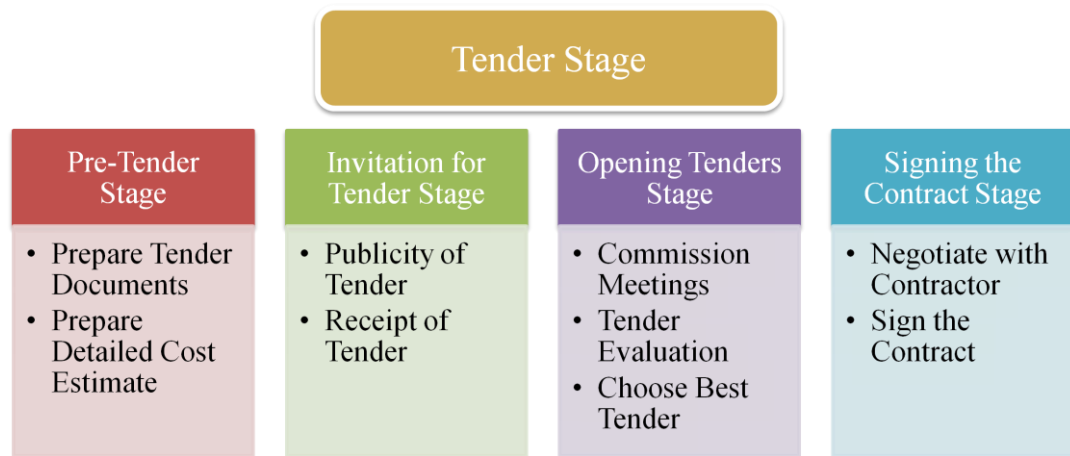 Tender Stage
Pre-Tender
Stage
• Prepare Tender
Documents
• Prepare
Detailed Cost
Estimate
Invitation for
Tender Stage
• Publicity of
Tender
• Receipt of
Tender
Opening Tenders
Stage
• Commission
Meetings
• Tender
Evaluation
• Choose Best
Tender
Signing the
Contract Stage
• Negotiate with
Contractor
• Sign the
Contract